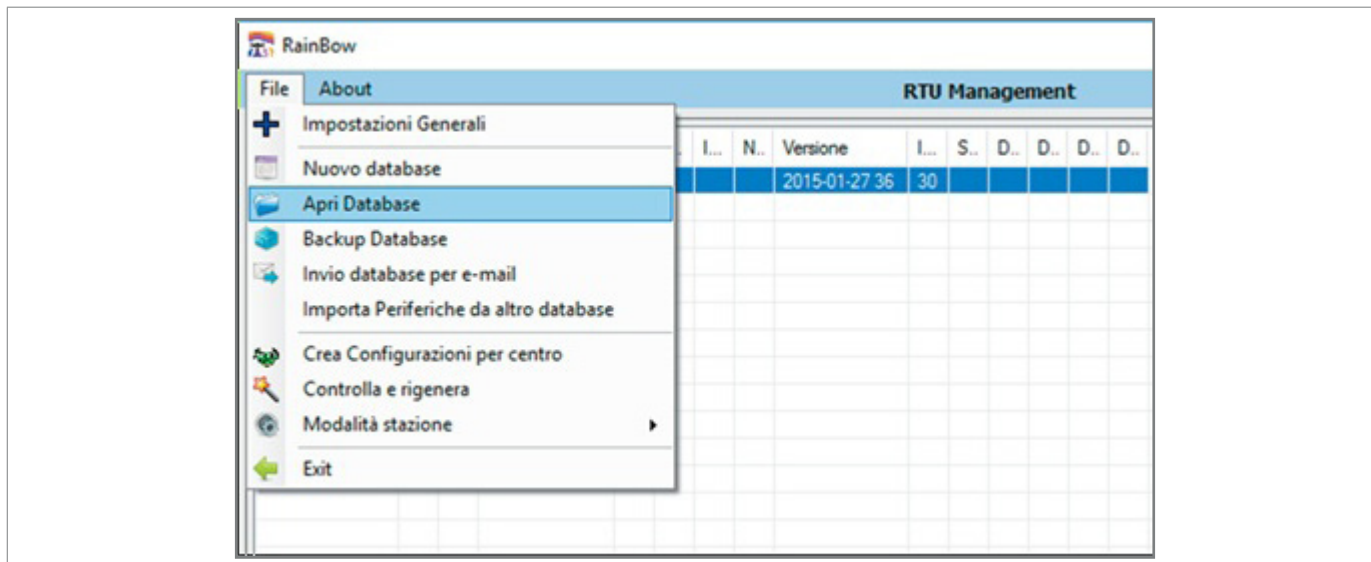 RainBow
File About RTU Management
Impostazioni Generali
I... N.. Versione I... S.. D.. D.. D.. D..
Nuovo database
2015-01-27 36 30
Apri Database
Backup Database
Invio database per e-mail
Importa Periferiche da altro database
Crea Configurazioni per centro
Controlla e rigenera
Modalità stazione
Exit